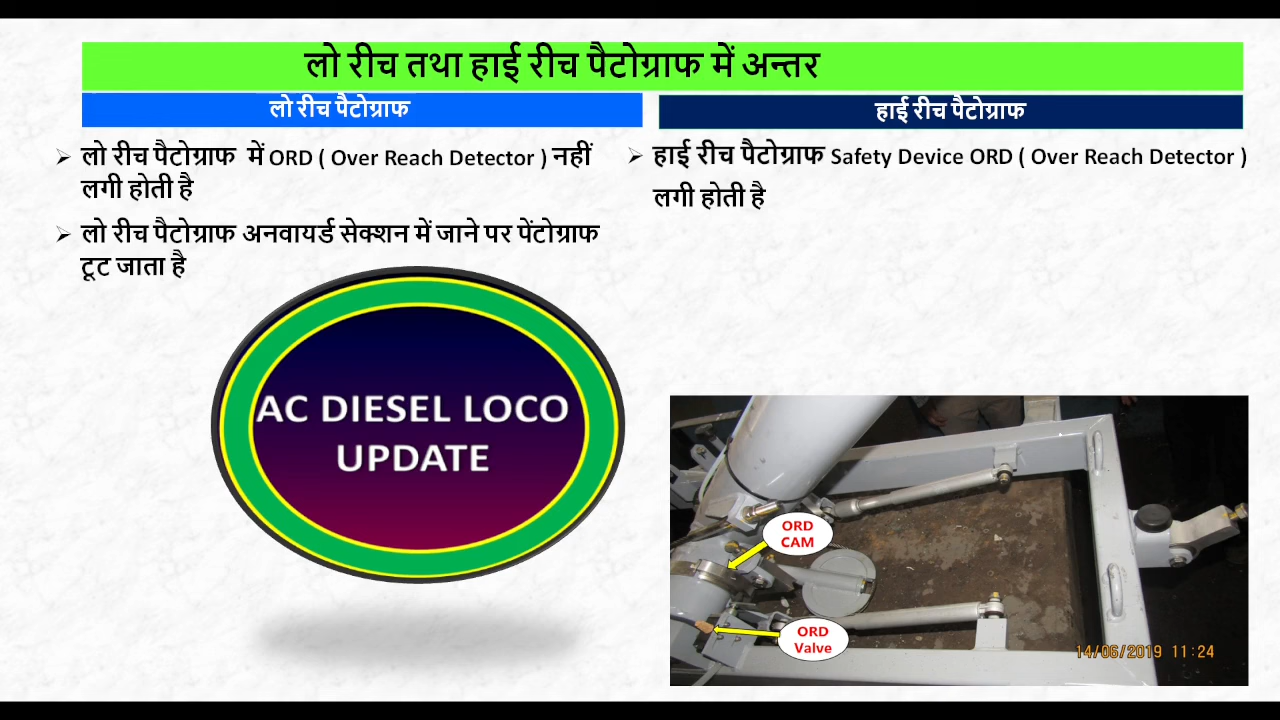 लो रीच तथा हाई रीच पैटोग्राफ में अन्तर
लो रीच पैटोग्राफ
हाई रीच पैटोग्राफ
➢ लो रीच पैटोग्राफ में ORD ( Over Reach Detector ) नहीं
लगी होती है
➢ लो रीच पैटोग्राफ अनवायर्ड सेक्शन में जाने पर पेंटोग्राफ
टूट जाता है
➢ हाई रीच पैटोग्राफ Safety Device ORD ( Over Reach Detector )
लगी होती है
AC DIESEL LOCO
UPDATE
ORD
CAM
ORD
Valve
14/06/2019 11:24